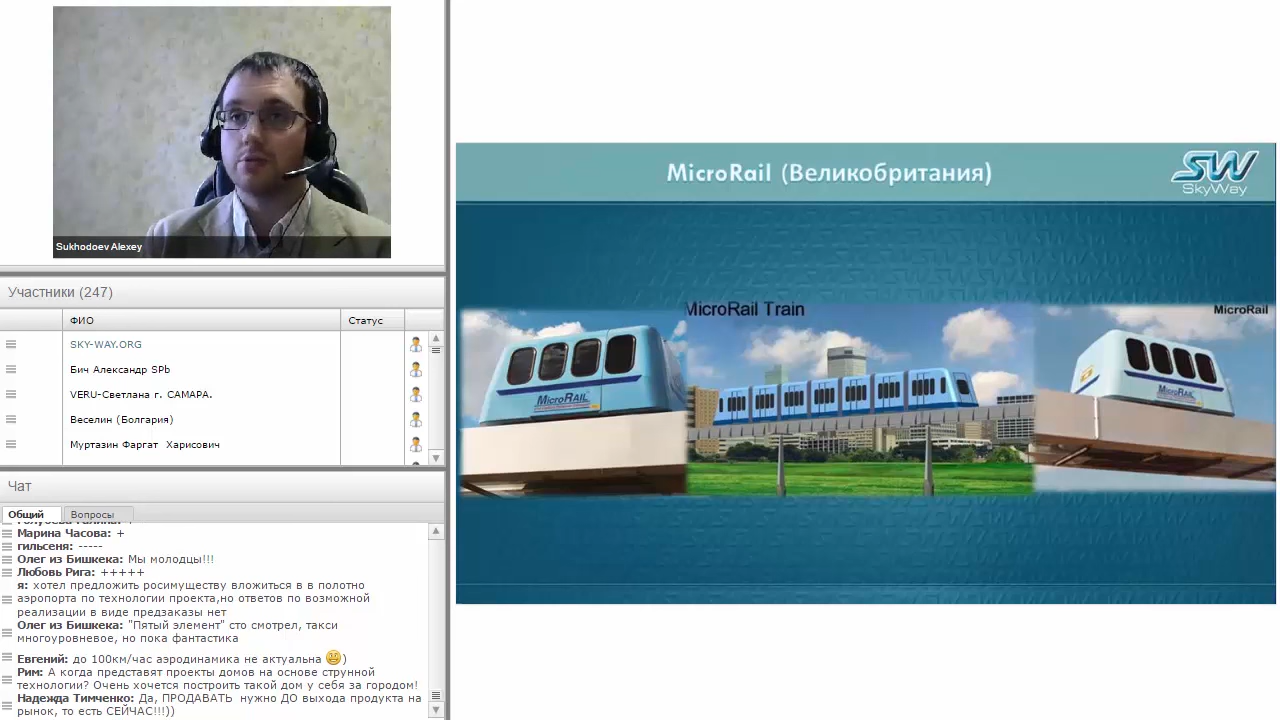 Sukhodoev Alexey
Участники (247)
ФИО
Статус
SKY-WAY.ORG
Бич Александр SPb
VERU-Светлана г. САМАРА.
Веселин (Болгария)
Муртазин Фаргат Харисович
Чат
Общий
Вопросы
Марина Часова: +
гильсеня: -----
Олег из Бишкека: Мы молодцы!!!
Любовь Рига: +++++
я: хотел предложить росимуществу вложиться в в полотно
аэропорта по технологии проекта,но ответов по возможной
реализации в виде предзаказы нет
Олег из Бишкека: "Пятый элемент" сто смотрел, такси
многоуровневое, но пока фантастика
Евгений: до 100км/час аэродинамика не актуальна )
Рим: А когда представят проекты домов на основе струнной
технологии? Очень хочется построить такой дом у себя за городом!
Надежда Тимченко: Да, ПРОДАВАТЬ нужно ДО выхода продукта на
рынок, то есть СЕЙЧАС!!!))
MicroRail (Великобритания)
SW
SkyWay
MicroRail Train
MicroRail
MicroRail
MicroRail